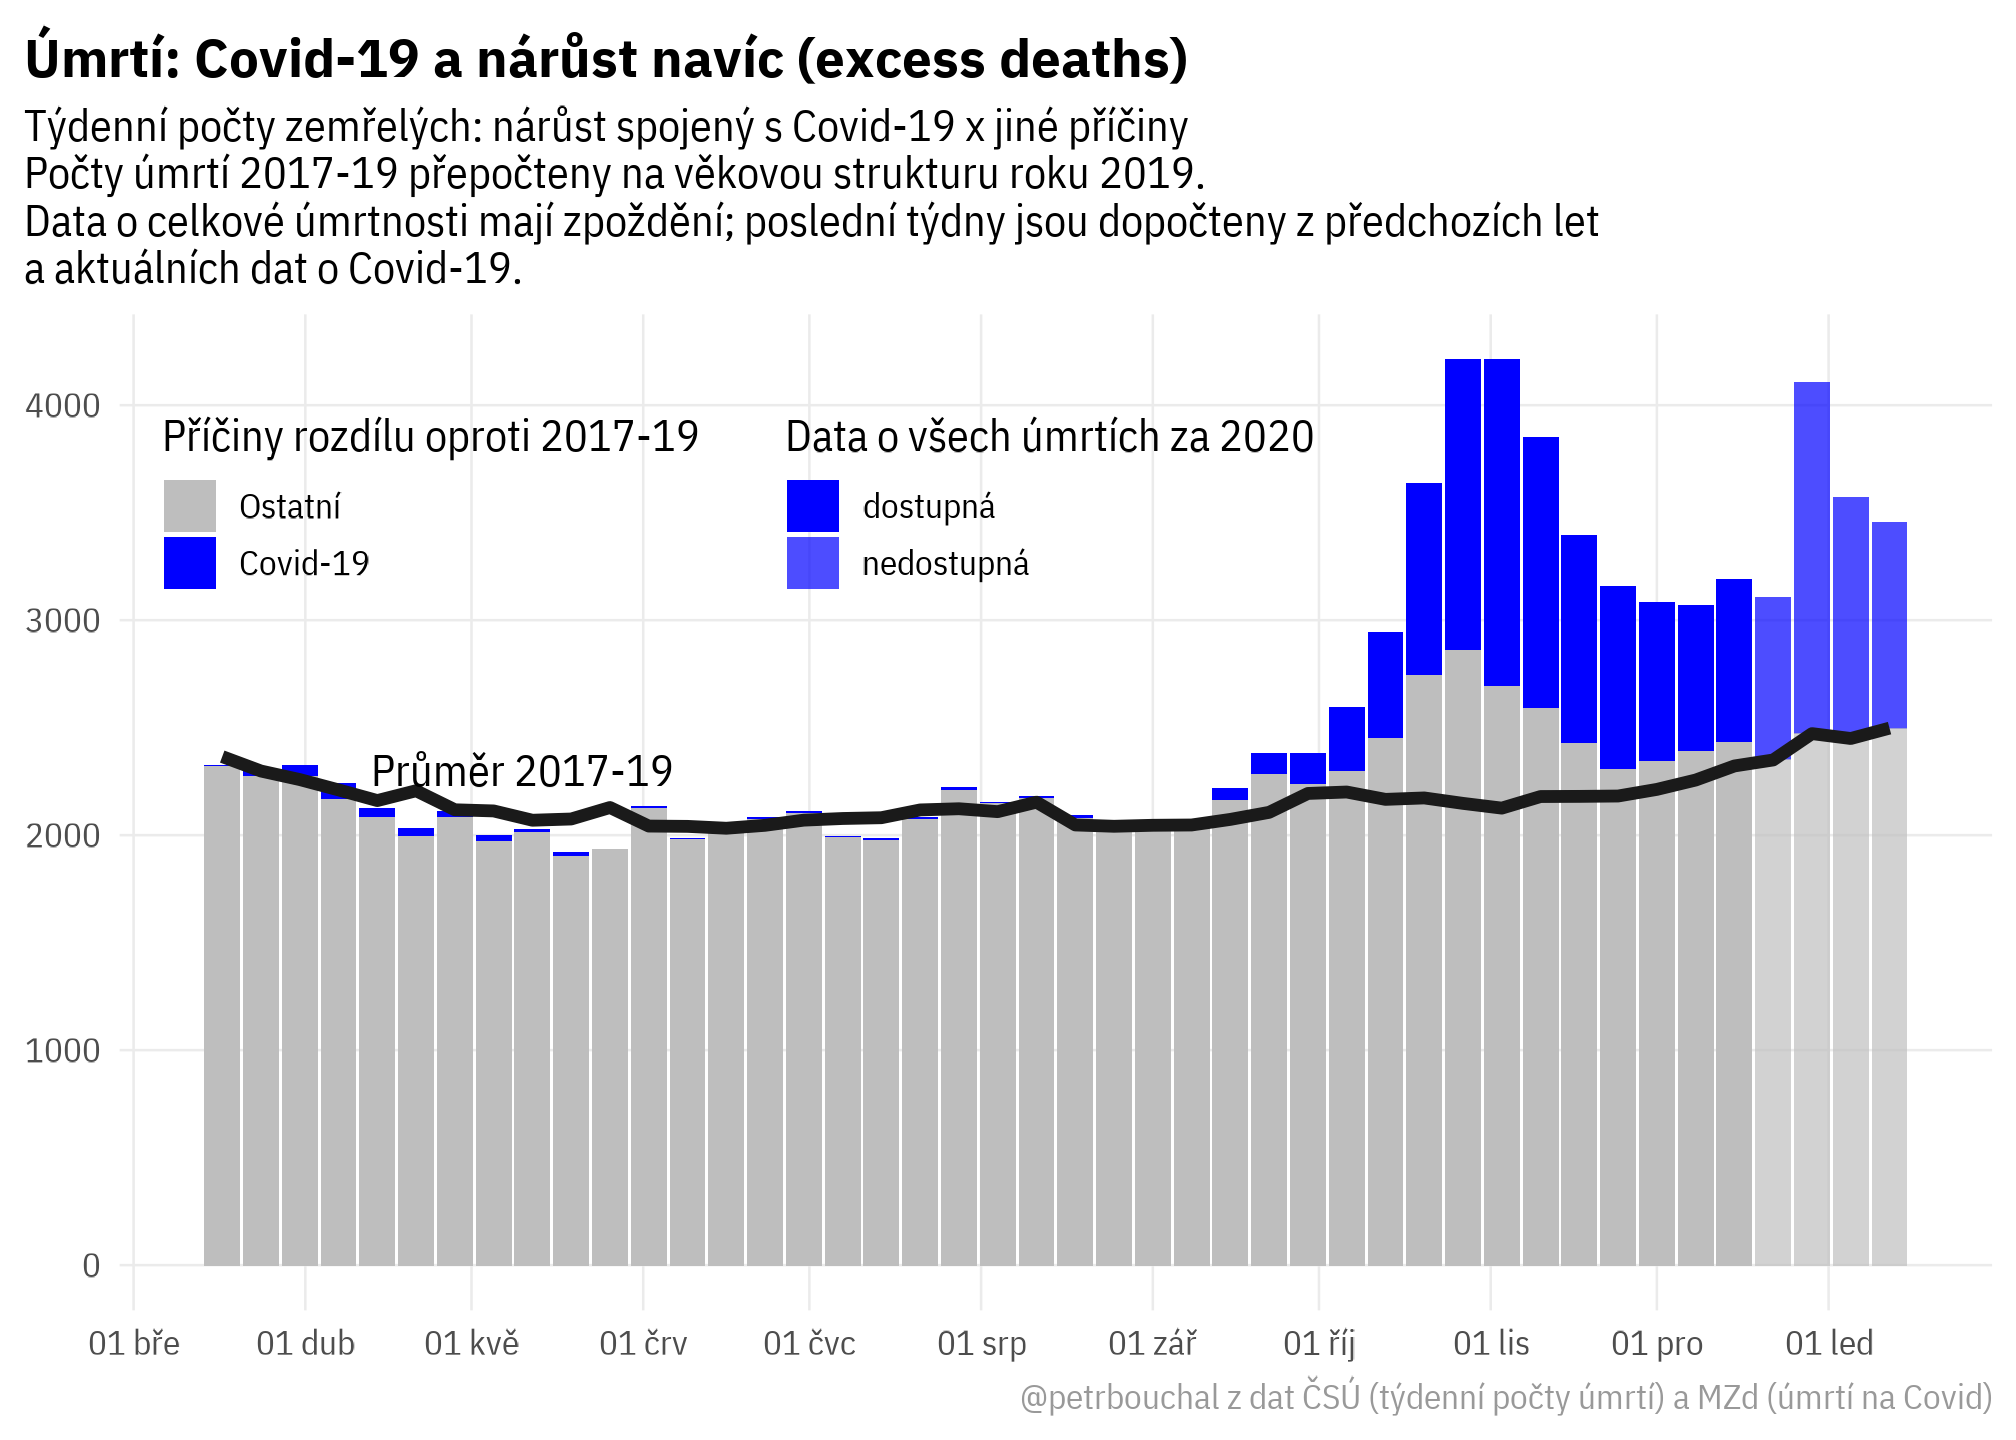 Úmrtí: Covid-19 a nárůst navíc (excess deaths)
Týdenní počty zemřelých: nárůst spojený s Covid-19 x jiné příčiny
Počty úmrtí 2017-19 přepočteny na věkovou strukturu roku 2019.
Data o celkové úmrtnosti mají zpoždění; poslední týdny jsou dopočteny z předchozích let
a aktuálních dat o Covid-19.
4000
3000
2000
1000
0
Příčiny rozdílu oproti 2017-19
Ostatní
Covid-19
Data o všech úmrtích za 2020
dostupná
nedostupná
Průměr 2017-19
01 bře
01 dub
01 kvě
01 črv
01 čvc
01 srp
01 zář
01 říj
01 lis
01 pro
01 led
@petrbouchal z dat ČSÚ (týdenní počty úmrtí) a MZd (úmrtí na Covid)